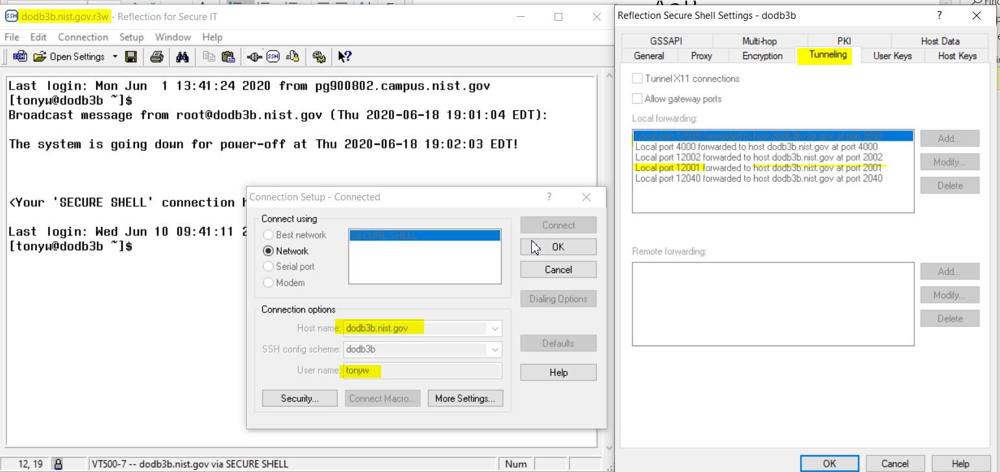 dodb3b.nist.gov.r3w - Reflection for Secure IT
File Edit Connection Setup Window Help
Open Settings
Last login: Mon Jun  1 13:41:24 2020 from pg900802.campus.nist.gov
[tonyw@dodb3b ~]$
Broadcast message from root@dodb3b.nist.gov (Thu 2020-06-18 19:01:04 EDT):
The system is going down for power-off at Thu 2020-06-18 19:02:03 EDT!
<Your 'SECURE SHELL' connection
Last login: Wed Jun 10 09:41:11
[tonyw@dodb3b ~]$
12, 19
VT500-7 -- dodb3b.nist.gov via SECURE SHELL
Num
Connection Setup - Connected
?
Connect using
Best network
Network
Serial port
Modem
SECURE SHELL
Connect
OK
Cancel
Dialing Options
Defaults
Help
Connection options
Host name: dodb3b.nist.gov
SSH config scheme: dodb3b
User name: tonyw
Security...
Connect Macro...
More Settings...
Reflection Secure Shell Settings - dodb3b
?
GSSAPI Multi-hop PKI Host Data
General Proxy Encryption Tunneling User Keys Host Keys
Tunnel X11 connections
Allow gateway ports
Local forwarding:
Local port 12039 forwarded to host dodb3b.nist.gov at port 2039
Local port 4000 forwarded to host dodb3b.nist.gov at port 4000
Local port 12002 forwarded to host dodb3b.nist.gov at port 2002
Local port 12001 forwarded to host dodb3b.nist.gov at port 2001
Local port 12040 forwarded to host dodb3b.nist.gov at port 2040
Add...
Modify...
Delete
Remote forwarding:
Add...
Modify...
Delete
OK
Cancel
Help